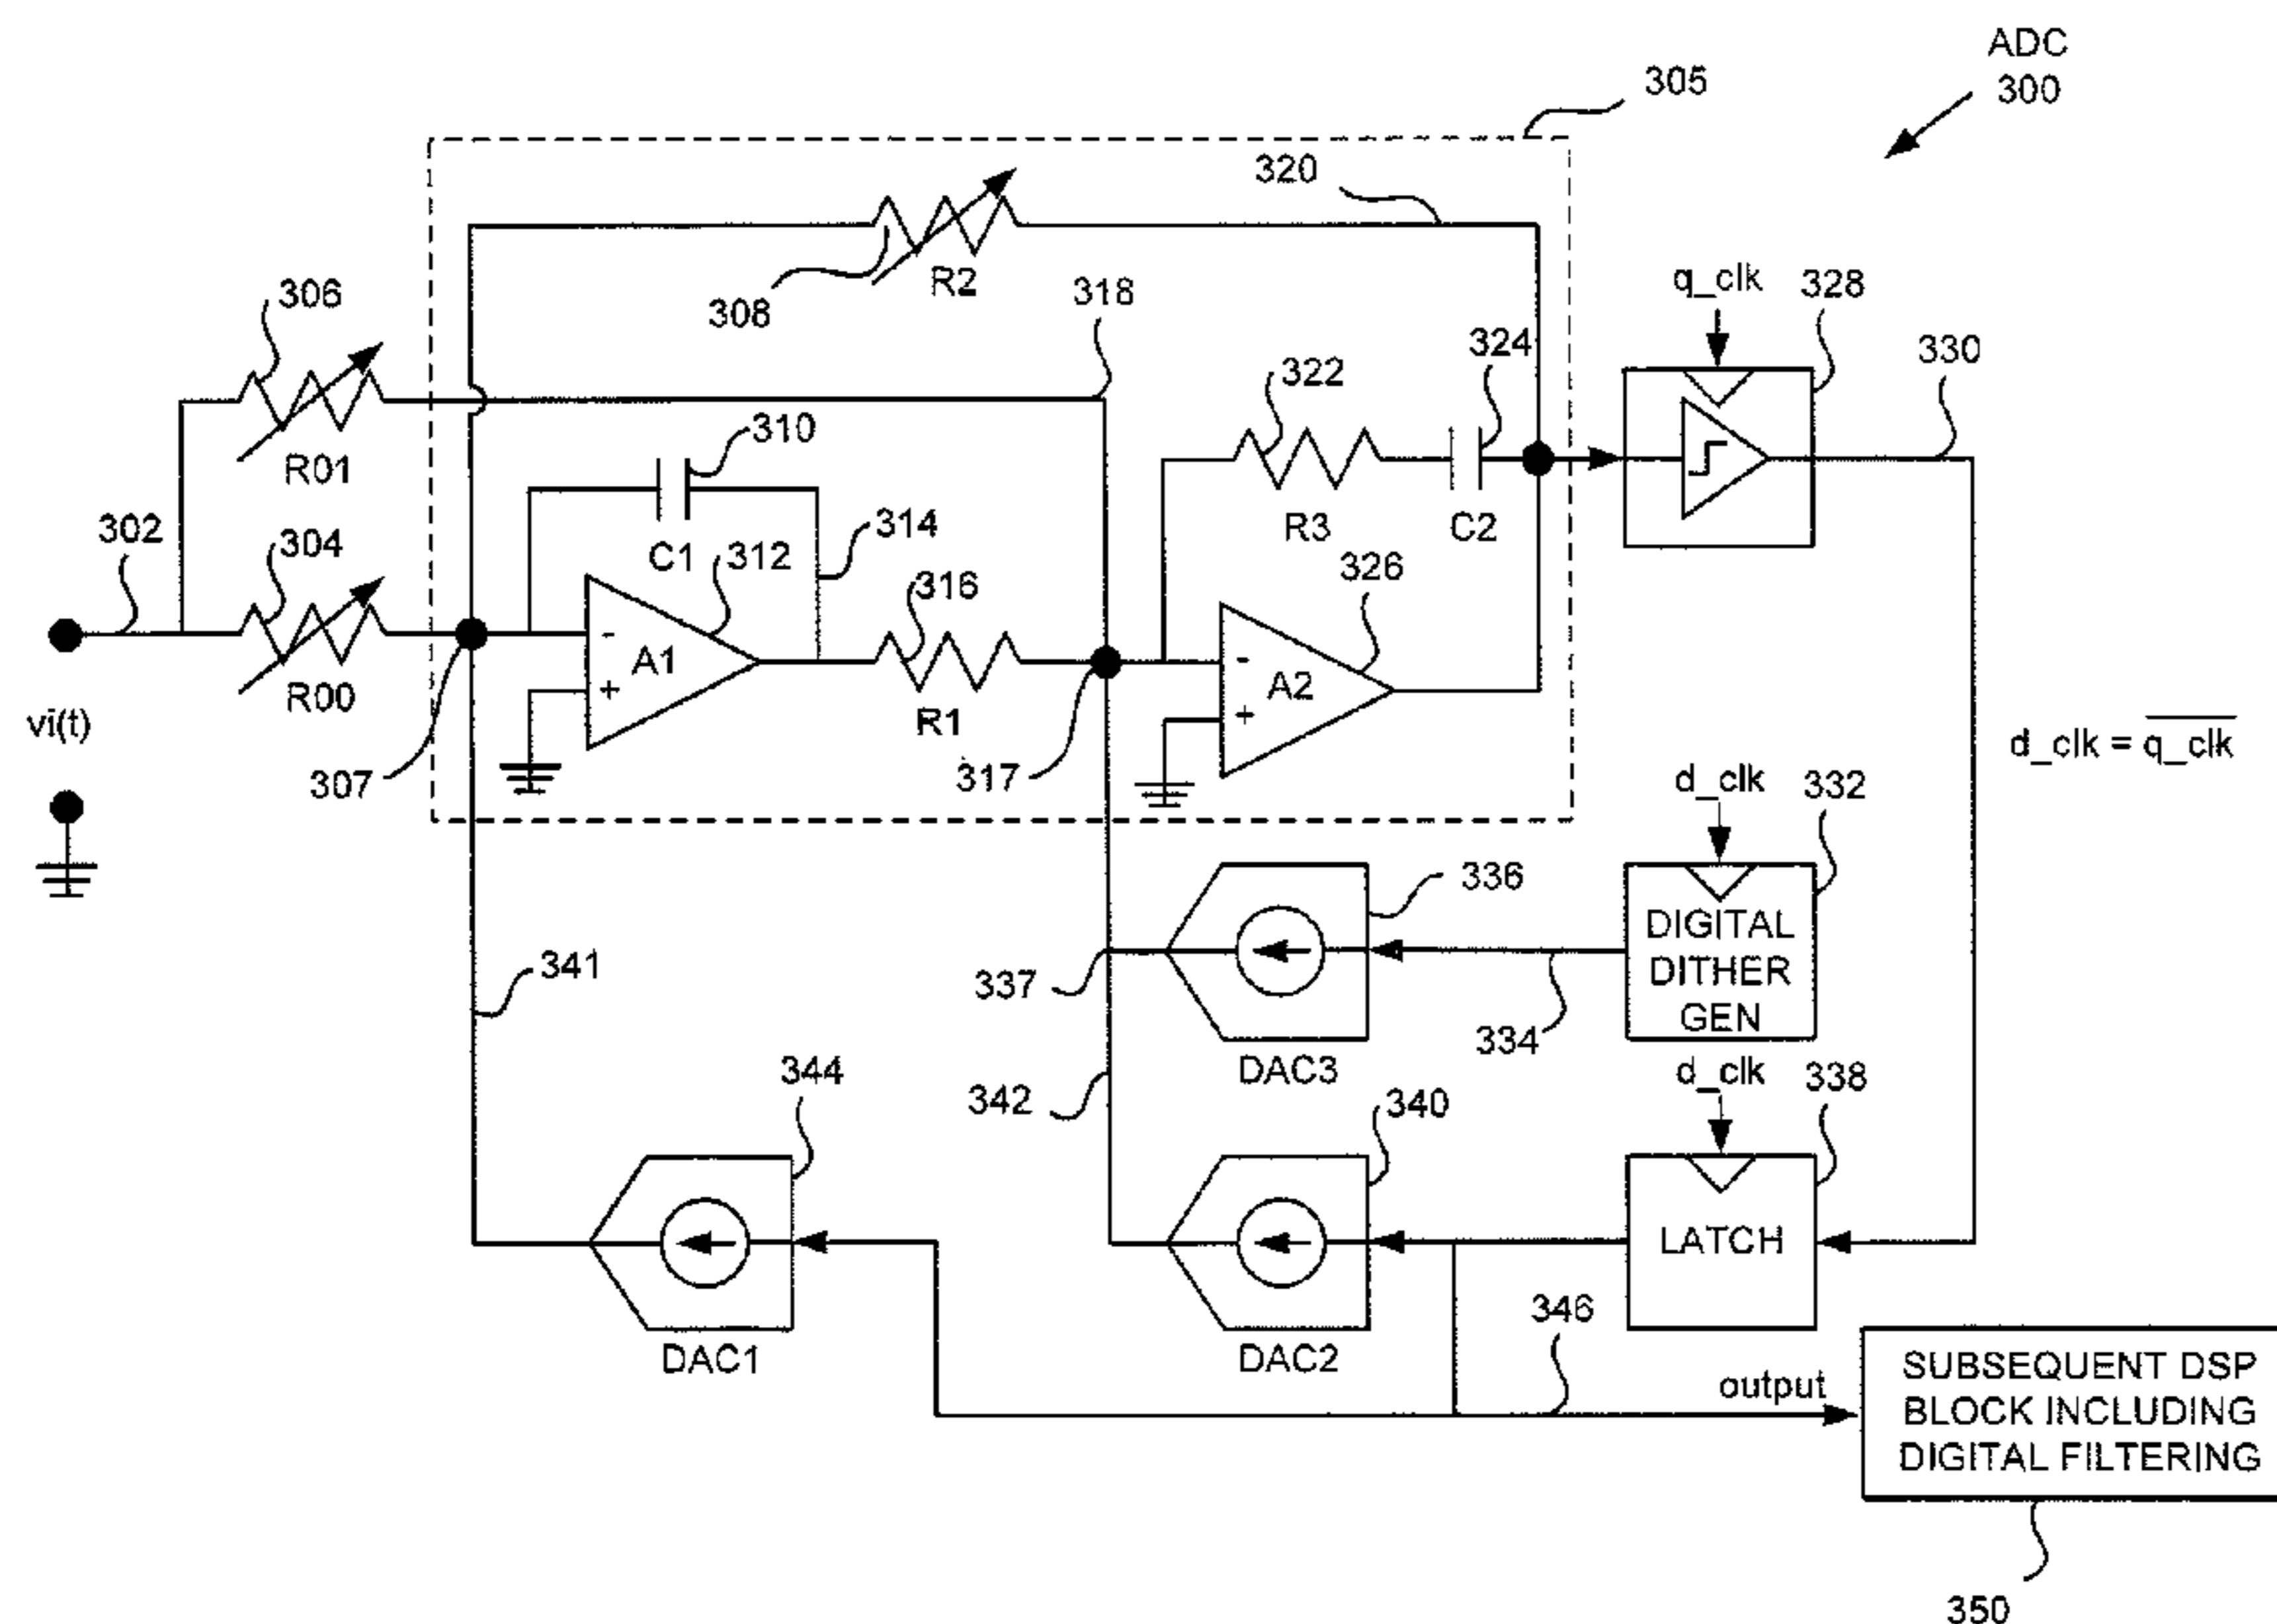 ADC
300
305
320
R2
308
318
q_clk
328
306
R01
310
C1
322
R3
324
C2
330
302
304
R00
312
A1
-
+
314
316
R1
326
A2
-
+
vi(t)
307
317
d_clk = q_clk
d_clk
332
DIGITAL
DITHER
GEN
336
337
DAC3
334
341
342
344
DAC1
340
DAC2
d_clk
338
LATCH
346
output
SUBSEQUENT DSP
BLOCK INCLUDING
DIGITAL FILTERING
350